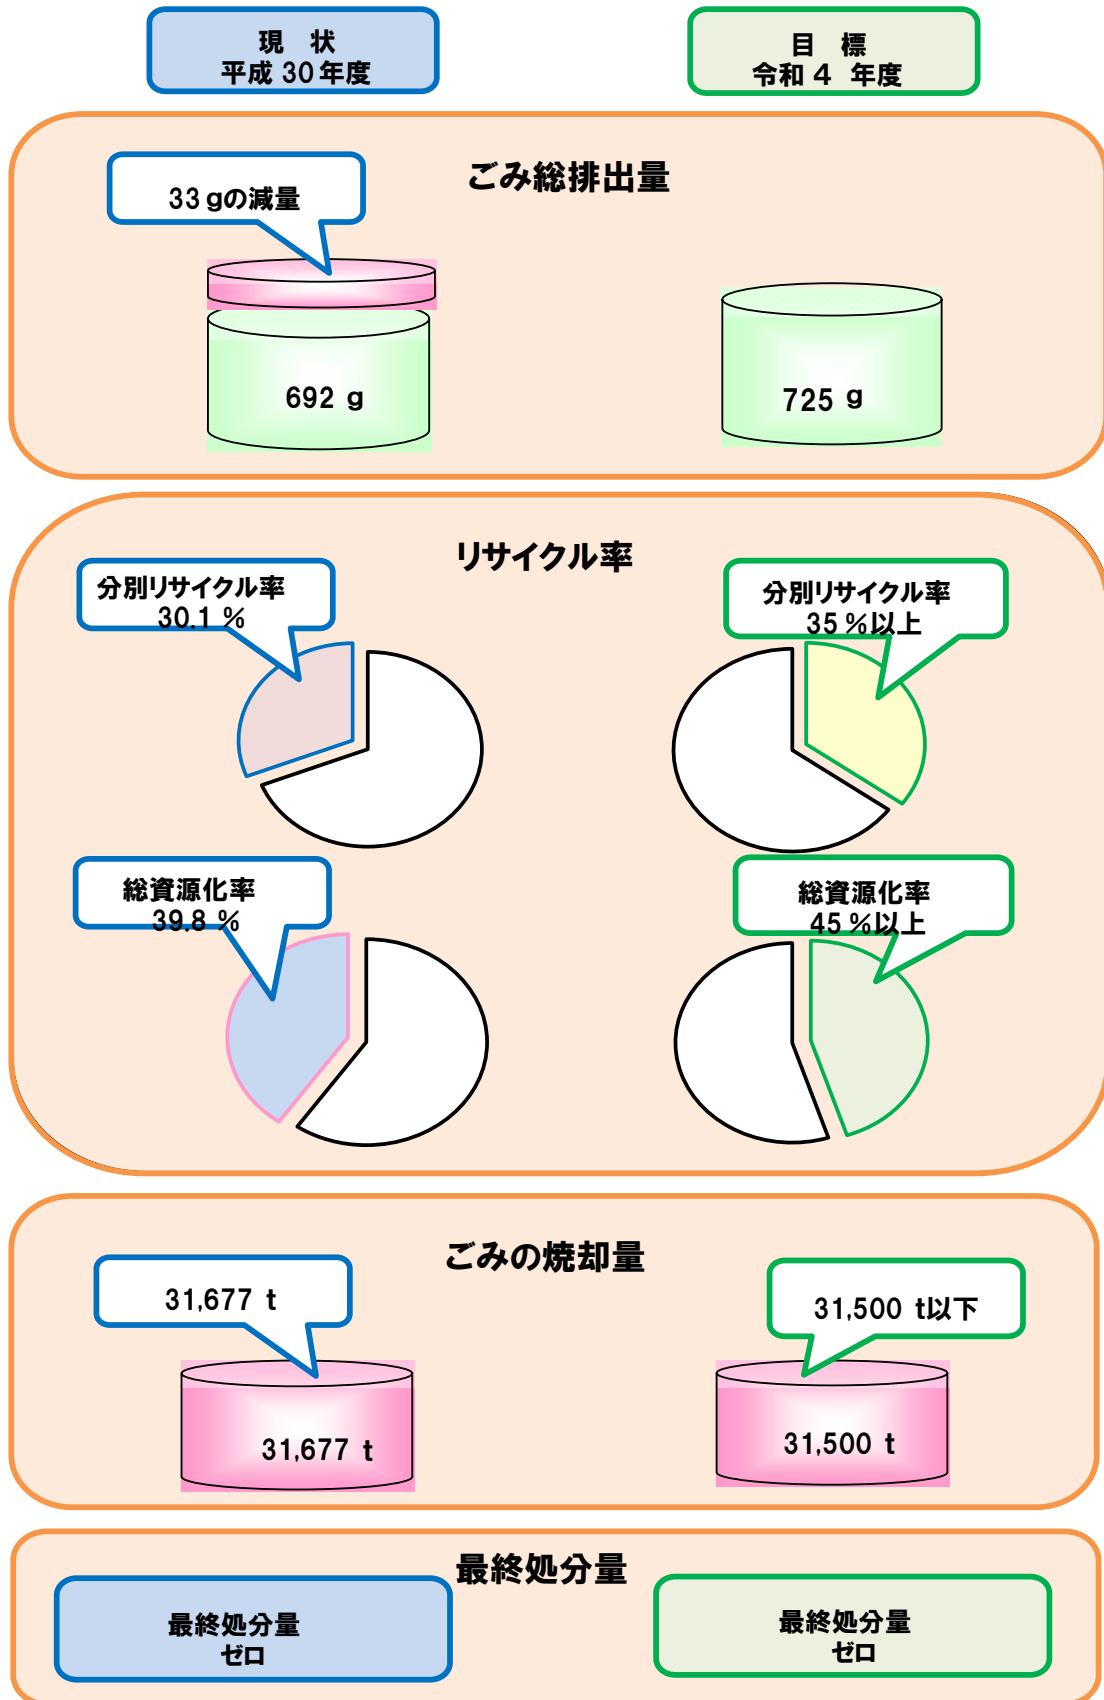 現　状
平成 30 年度
目　標
令和 4　年度
ごみ総排出量
33 gの減量
692 g
725 g
リサイクル率
分別リサイクル率
30.1 %
分別リサイクル率
35 %以上
総資源化率
39.8 %
総資源化率
45 %以上
ごみの焼却量
31,677 t
31,500 t以下
31,677 t
31,500 t
最終処分量
最終処分量
ゼロ
最終処分量
ゼロ